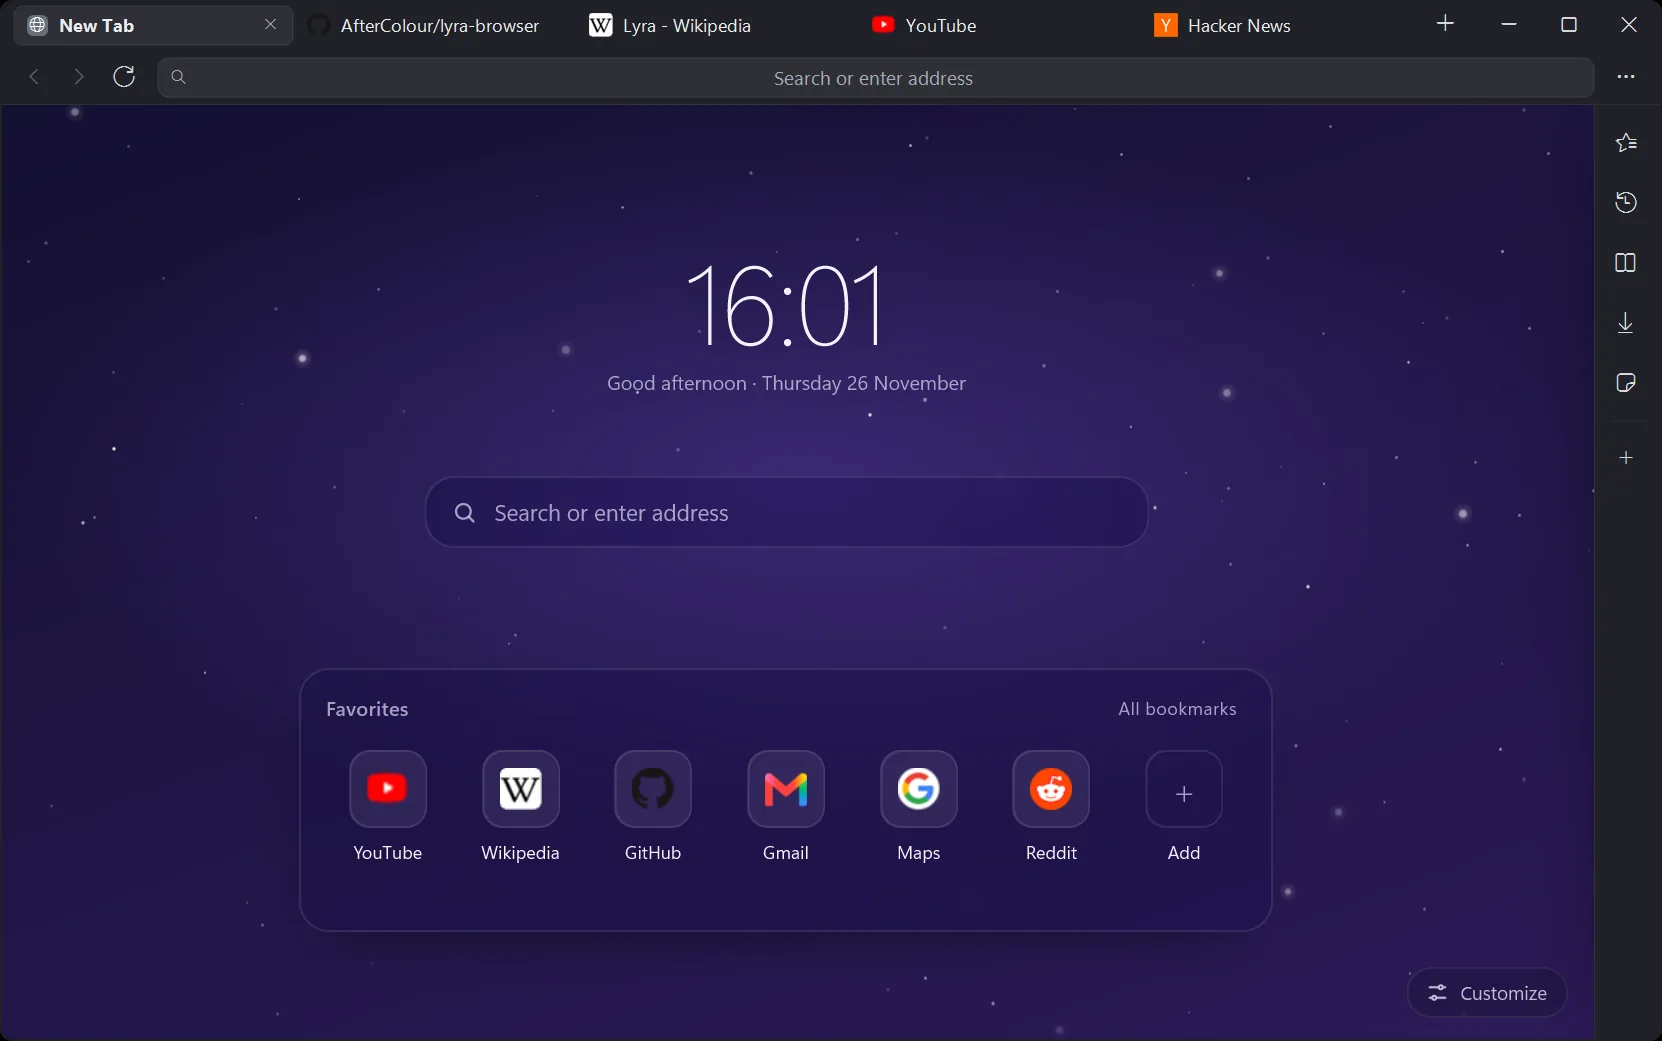 New Tab
AfterColour/lyra-browser
Lyra - Wikipedia
YouTube
Hacker News
Search or enter address
16:01
Good afternoon · Thursday 26 November
Search or enter address
Favorites
All bookmarks
YouTube
Wikipedia
GitHub
Gmail
Maps
Reddit
Add
Customize